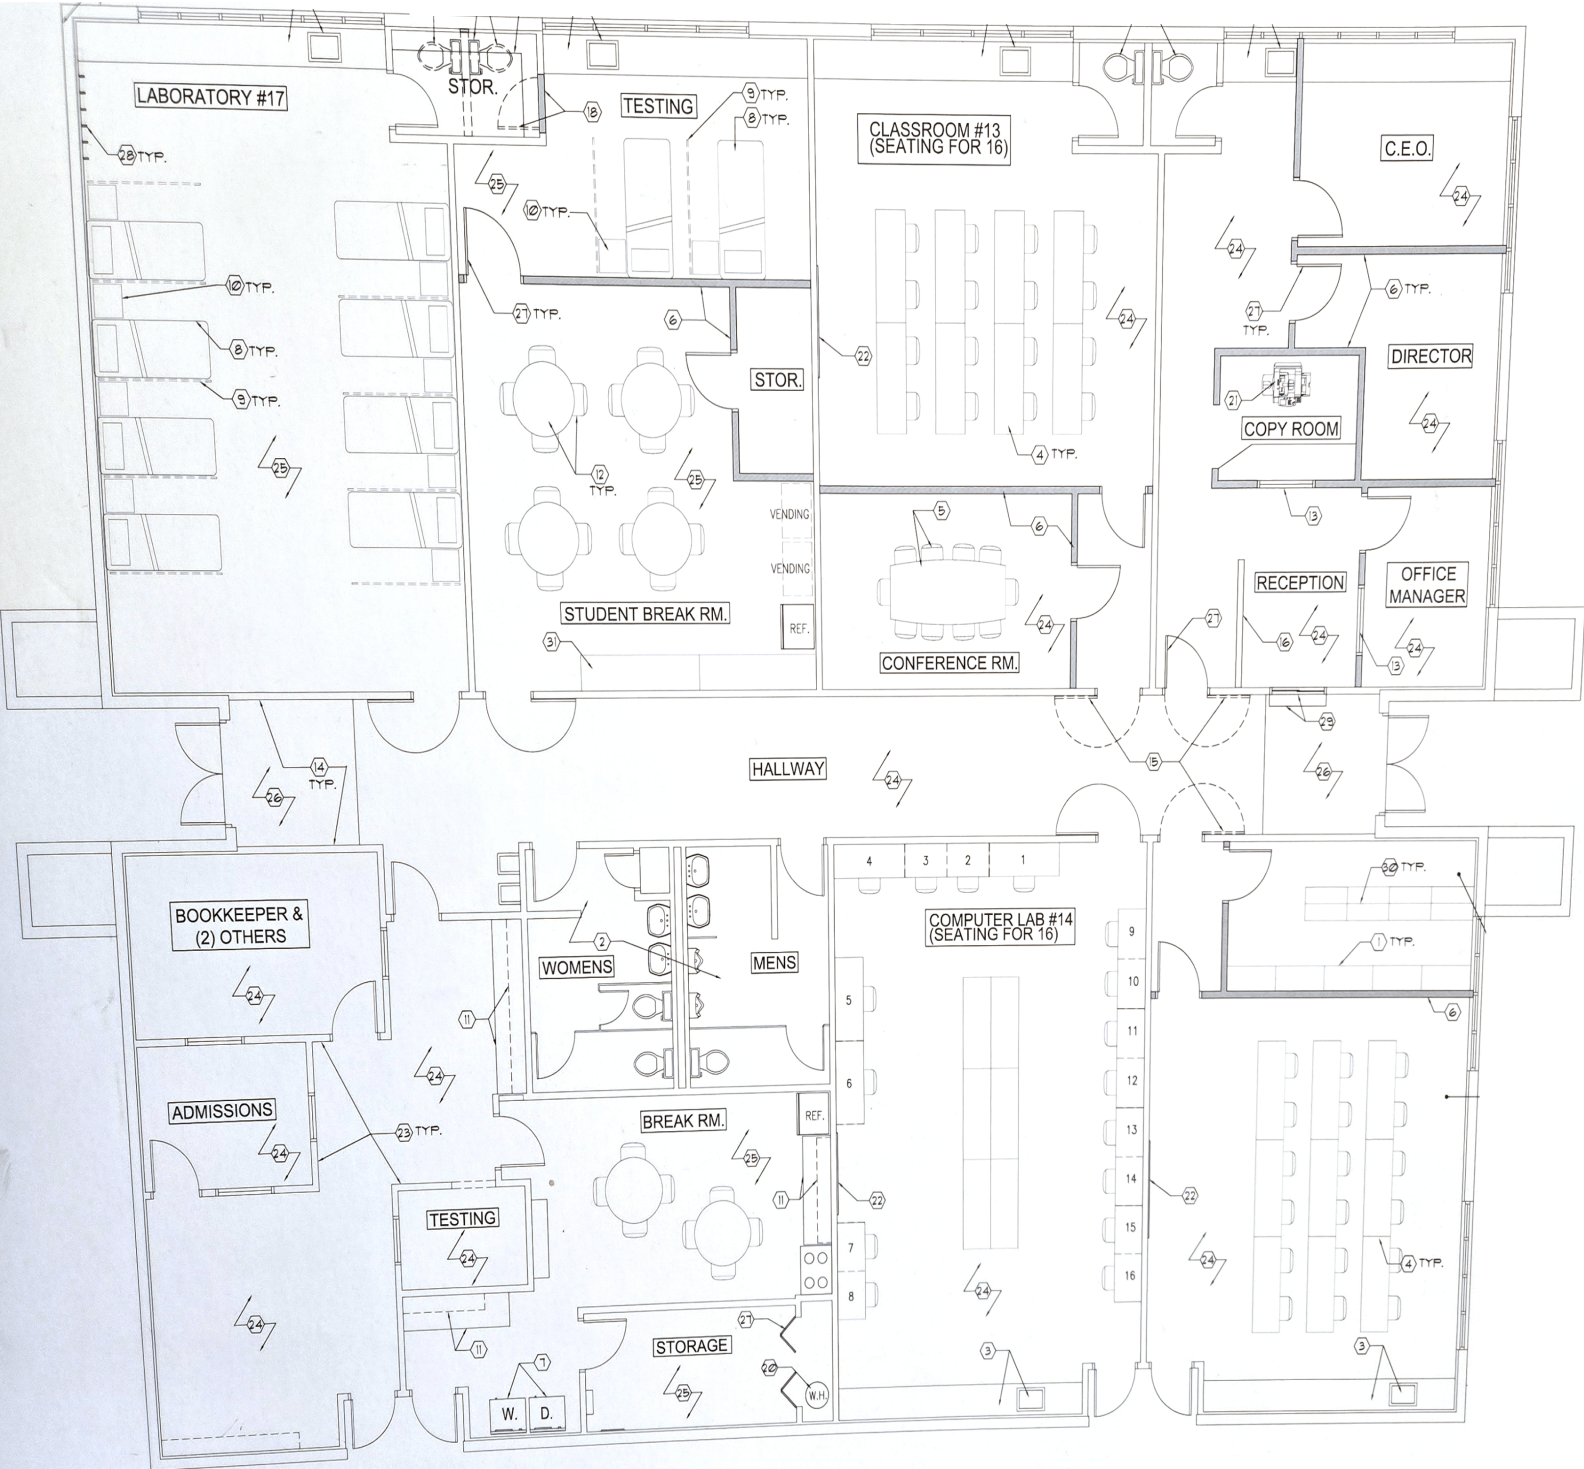 LABORATORY #17
STOR.
18
TESTING
9 TYP.
8 TYP.
CLASSROOM #13
(SEATING FOR 16)
C.E.O.
28 TYP.
25
10 TYP.
24
24
10 TYP.
27 TYP.
6
24
27
TYP.
6 TYP.
8 TYP.
22
DIRECTOR
9 TYP.
STOR.
21
COPY ROOM
24
25
12
TYP.
25
4 TYP.
VENDING
5
6
13
VENDING
RECEPTION
OFFICE
MANAGER
STUDENT BREAK RM.
REF.
24
27
16
24
24
31
CONFERENCE RM.
13
29
14
TYP.
26
HALLWAY
24
15
26
4
3
2
1
30 TYP.
BOOKKEEPER &
(2) OTHERS
COMPUTER LAB #14
(SEATING FOR 16)
9
2
1 TYP.
WOMENS
MENS
10
24
5
11
11
6
24
12
6
ADMISSIONS
BREAK RM.
REF.
23 TYP.
13
24
25
14
11
22
22
TESTING
15
24
7
24
4 TYP.
16
24
8
24
27
11
STORAGE
3
3
7
20
25
W.H.
W.
D.